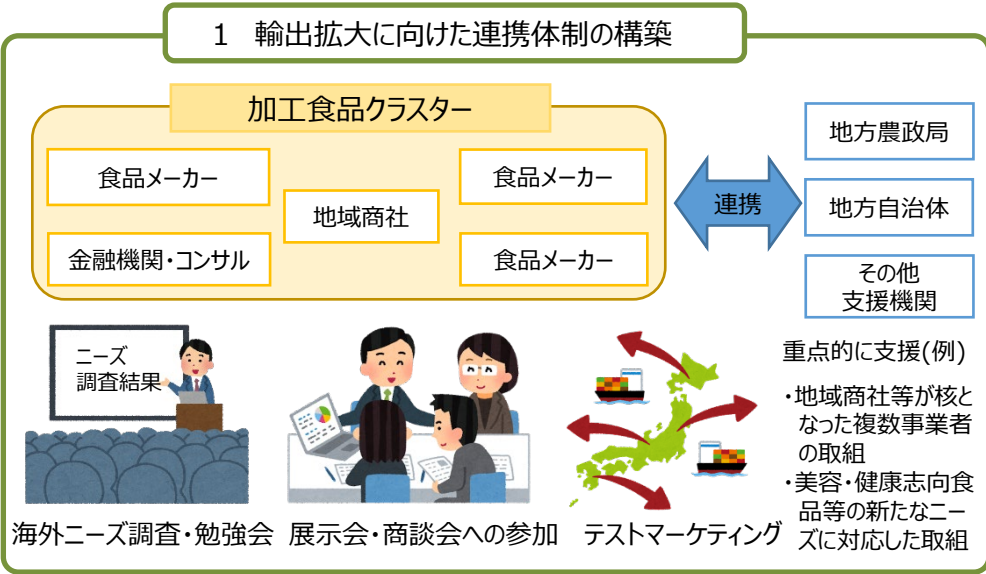 1 輸出拡大に向けた連携体制の構築
加工食品クラスター
食品メーカー
食品メーカー
地域商社
金融機関・コンサル
食品メーカー
連携
地方農政局
地方自治体
その他
支援機関
ニーズ
調査結果
海外ニーズ調査・勉強会
展示会・商談会への参加
テストマーケティング
重点的に支援(例)
・地域商社等が核と
なった複数事業者
の取組
・美容・健康志向食
品等の新たなニー
ズに対応した取組